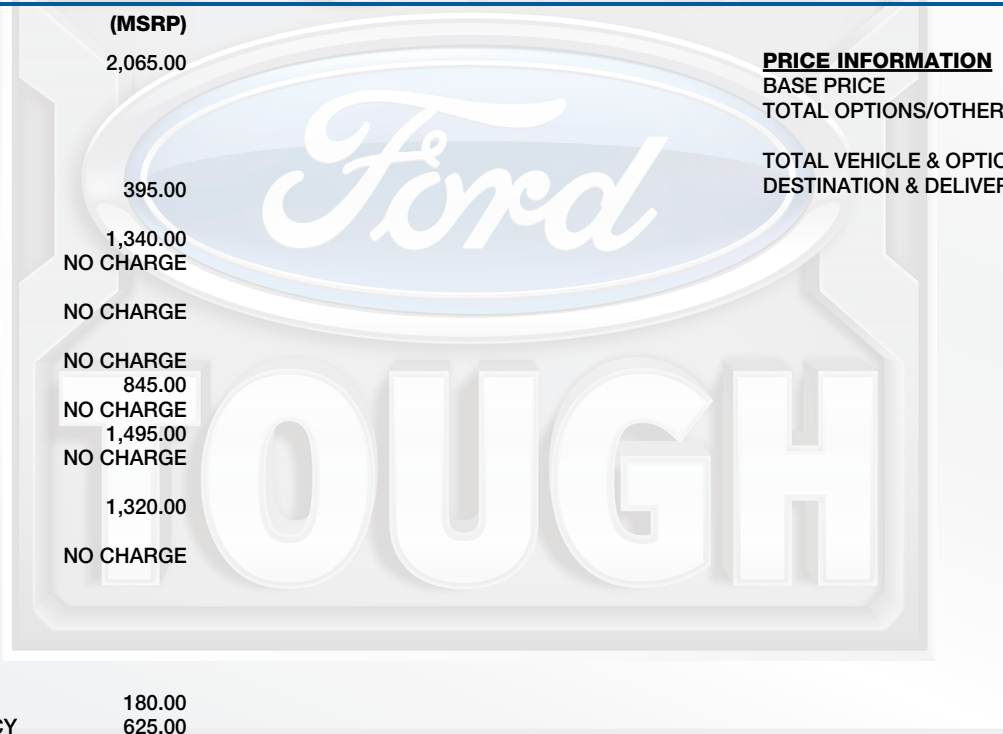 (MSRP)
2,065.00
395.00
1,340.00
NO CHARGE
NO CHARGE
NO CHARGE
845.00
NO CHARGE
1,495.00
NO CHARGE
1,320.00
NO CHARGE
180.00
CY 625.00
PRICE INFORMATION
BASE PRICE
TOTAL OPTIONS/OTHER
TOTAL VEHICLE & OPTIO
DESTINATION & DELIVER
Ford
TOUGH